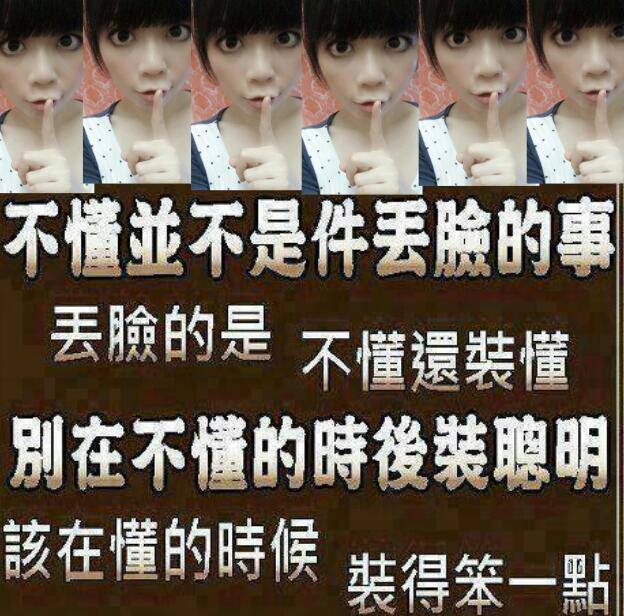 不懂並不是件丟臉的事
丟臉的是
不懂還裝懂
別在不懂的時後裝聰明
該在懂的時候
裝得笨一點